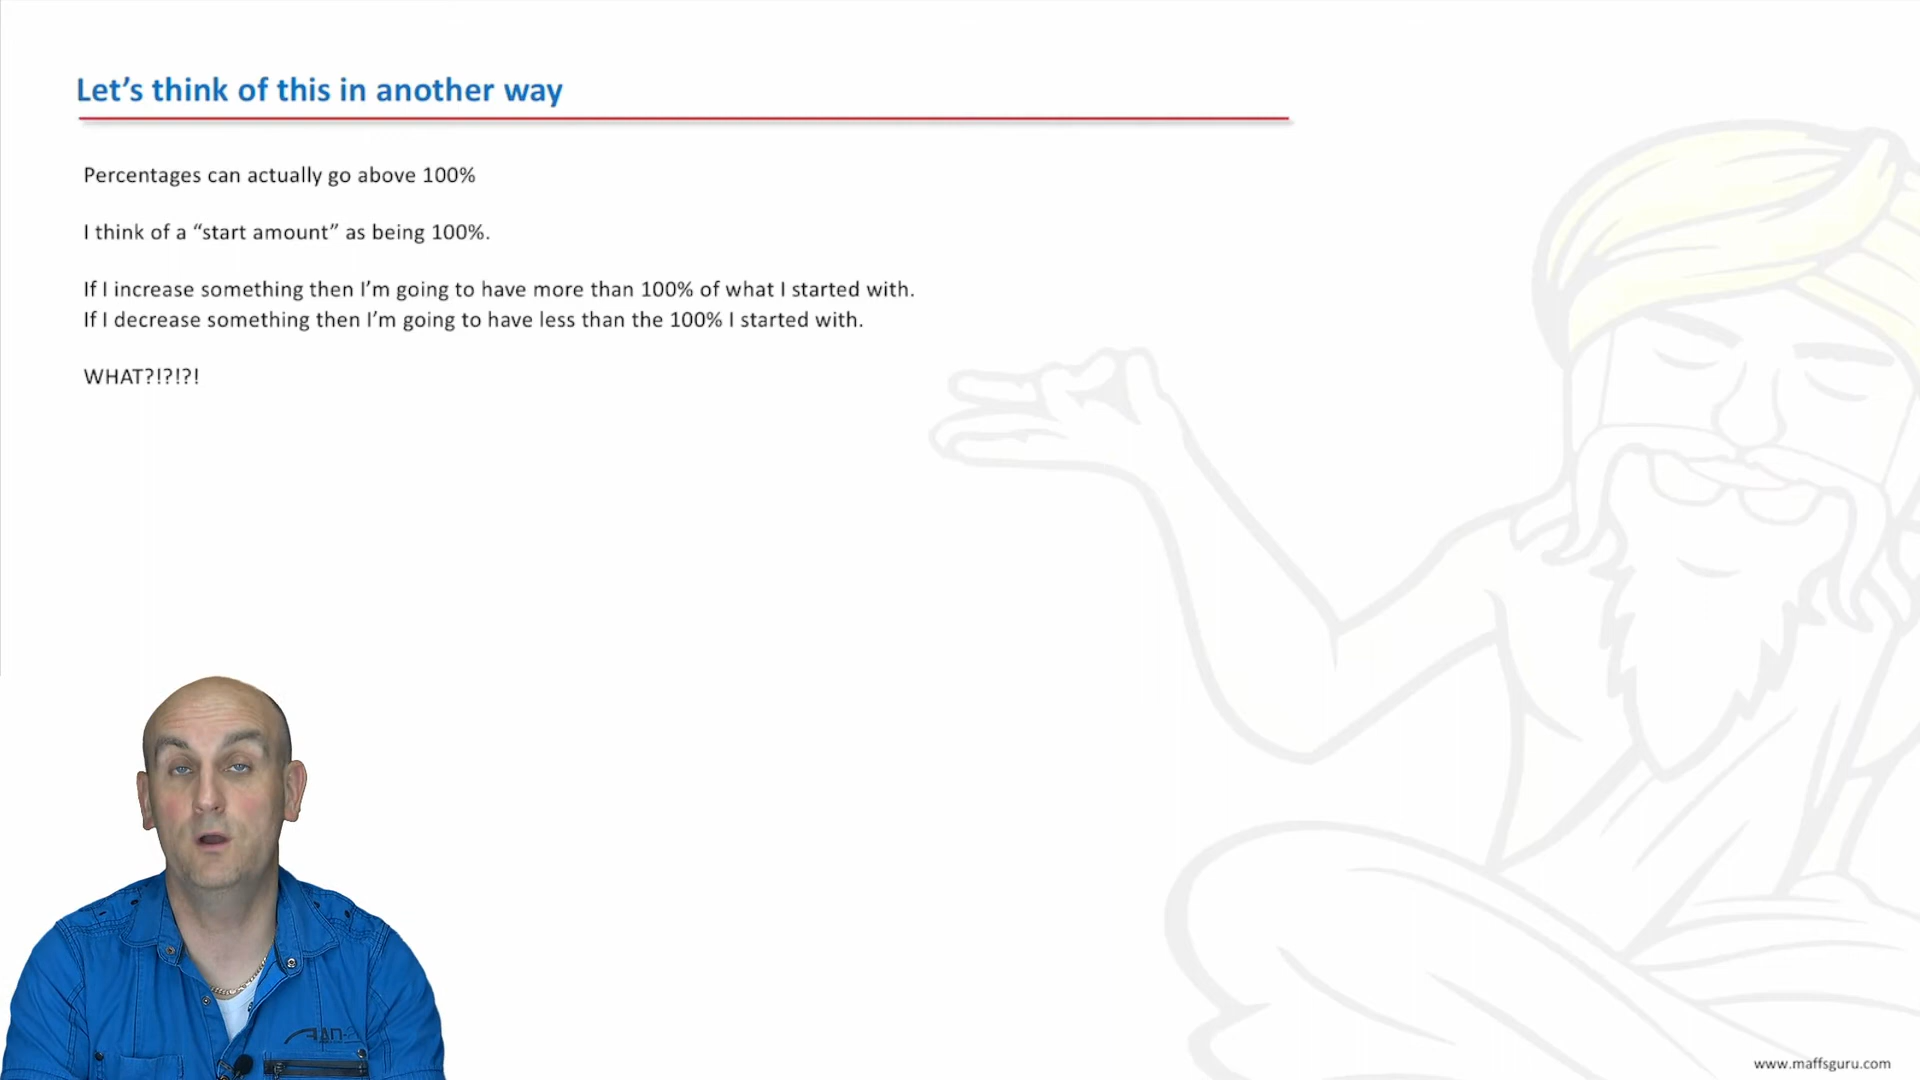 Let’s think of this in another way
Percentages can actually go above 100%
I think of a “start amount” as being 100%.
If I increase something then I’m going to have more than 100% of what I started with.
If I decrease something then I’m going to have less than the 100% I started with.
WHAT?!?!?!
www.maffsguru.com